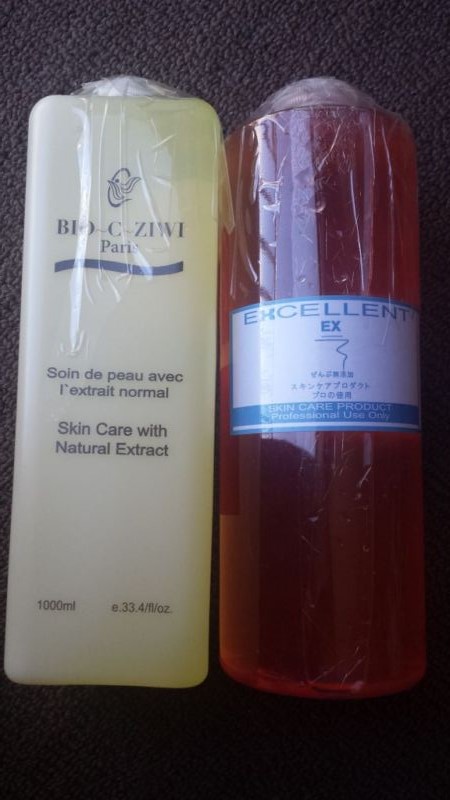 BIO~C~ZIWI
Paris
Soin de peau avec
l`extrait normal
Skin Care with
Natural Extract
1000ml e.33.4/fl/oz.
EXCELLENT
EX
ぜんぶ無添加
スキンケアプロダクト
プロの使用
SKIN CARE PRODUCT
Professional Use Only